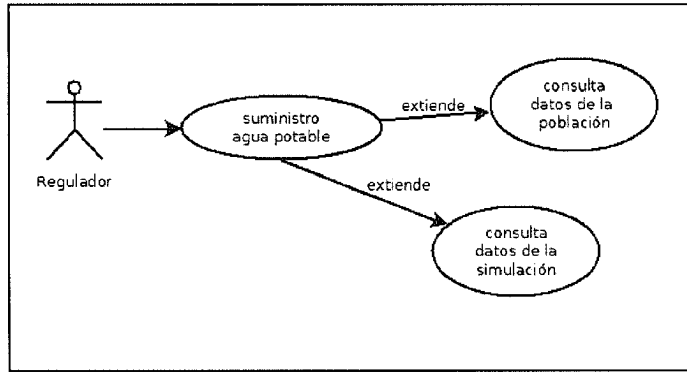 consulta
datos de la
población
extiende
suministro
agua potable
Regulador
extiende
consulta
datos de la
simulación